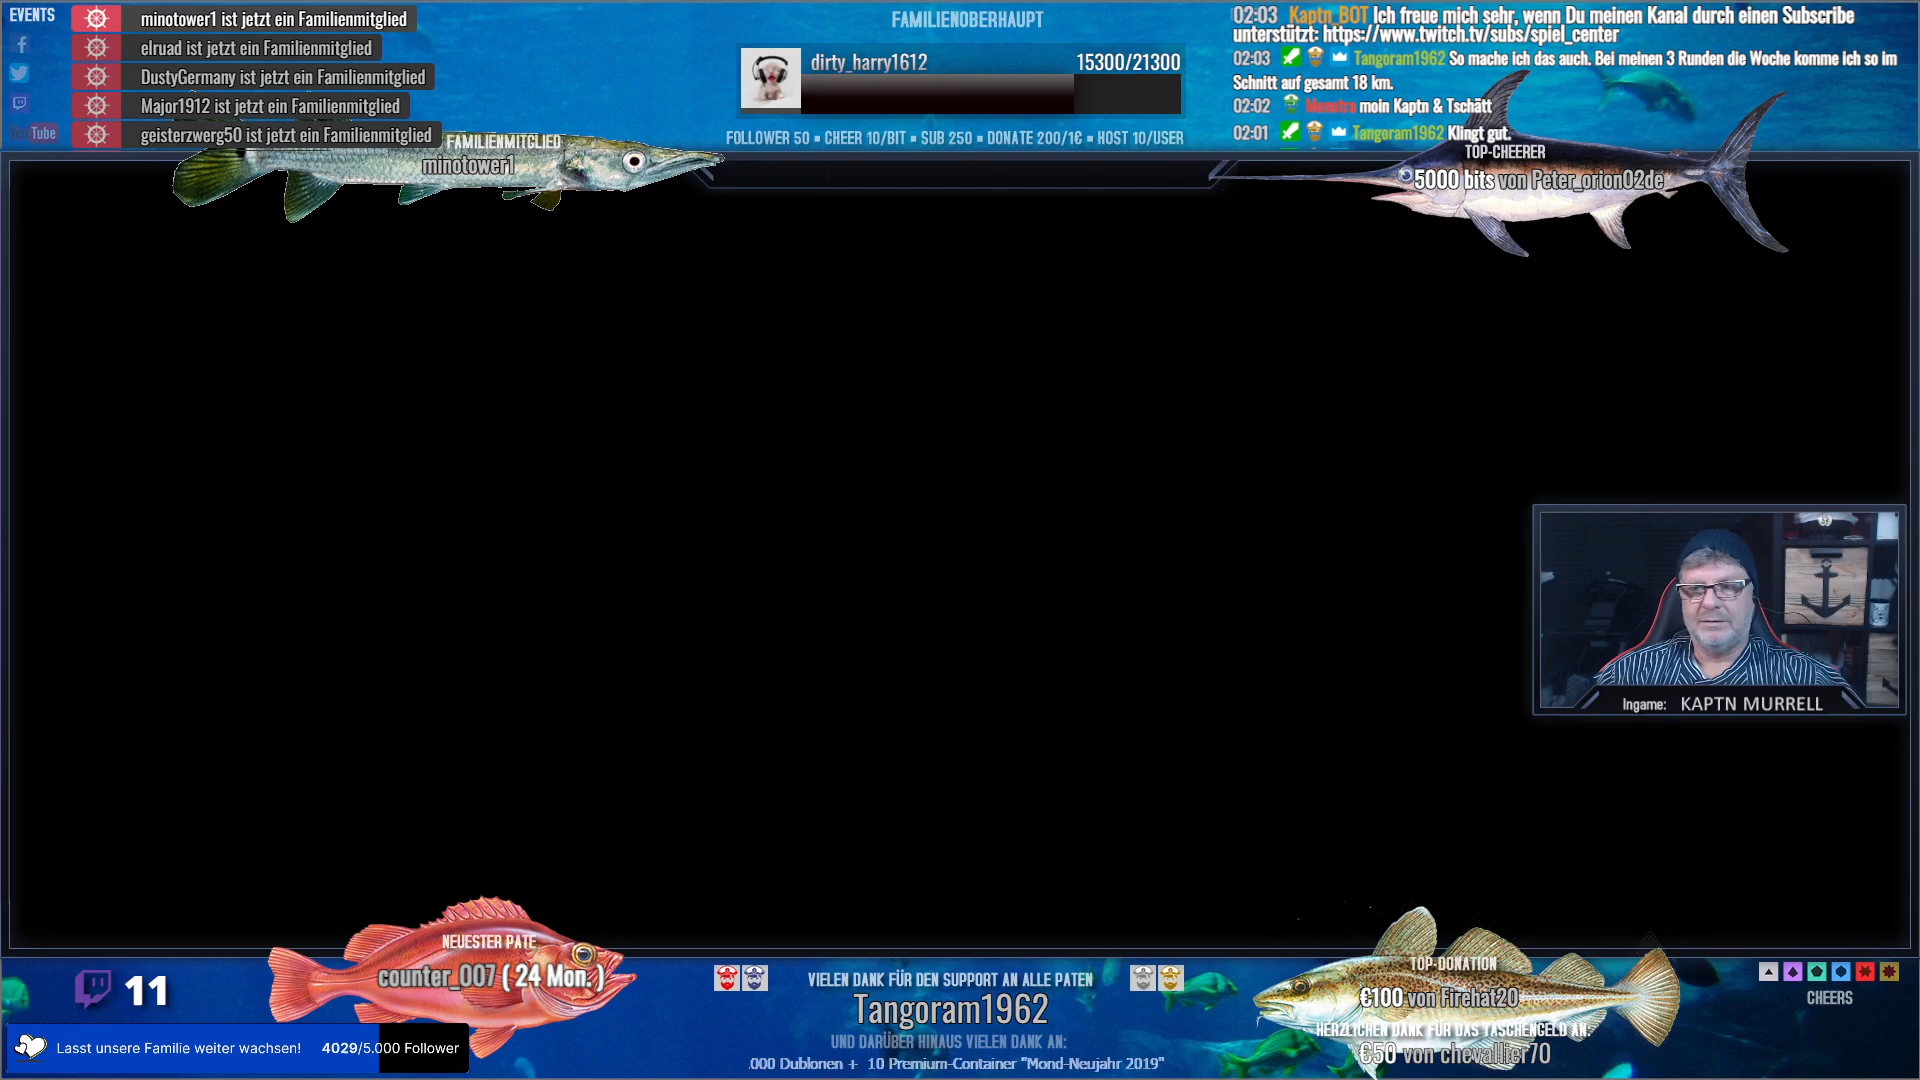 EVENTS
minotower1 ist jetzt ein Familienmitglied
elruad ist jetzt ein Familienmitglied
DustyGermany ist jetzt ein Familienmitglied
Major1912 ist jetzt ein Familienmitglied
YouTube
geisterzwerg50 ist jetzt ein Familienmitglied
FAMILIENMITGLIED
minotower1
FAMILIENOBERHAUPT
dirty_harry1612 15300/21300
FOLLOWER 50 ▪ CHEER 10/BIT ▪ SUB 250 ▪ DONATE 200/1€ ▪ HOST 10/USER
02:03 Kaptn_BOT Ich freue mich sehr, wenn Du meinen Kanal durch einen Subscribe
unterstützt: https://www.twitch.tv/subs/spiel_center
02:03 Tangoram1962 So mache ich das auch. Bei meinen 3 Runden die Woche komme ich so im
Schnitt auf gesamt 18 km.
02:02 Menotra moin Kaptn & Tschätt
02:01 Tangoram1962 Klingt gut.
TOP-CHEERER
5000 bits von Peter_orion02de
Ingame: KAPTN MURRELL
NEUESTER PATE
counter_007 ( 24 Mon. )
11
Lasst unsere Familie weiter wachsen! 4029/5.000 Follower
VIELEN DANK FÜR DEN SUPPORT AN ALLE PATEN
Tangoram1962
UND DARÜBER HINAUS VIELEN DANK AN:
.000 Dublonen + 10 Premium-Container "Mond-Neujahr 2019"
TOP-DONATION
€100 von Firehat20
HERZLICHEN DANK FÜR DAS TASCHENGELD AN:
€50 von chevallier70
CHEERS